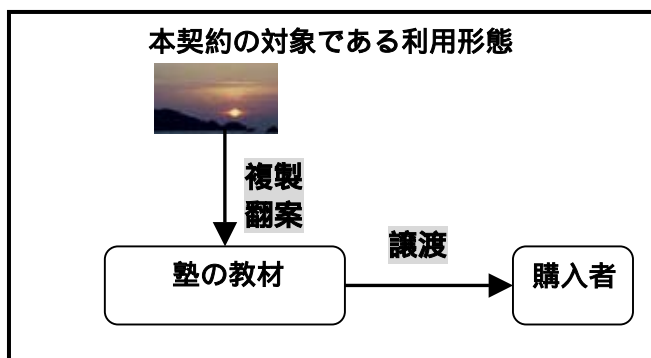 本契約の対象である利用形態
複製
翻案
譲渡
塾の教材
購入者